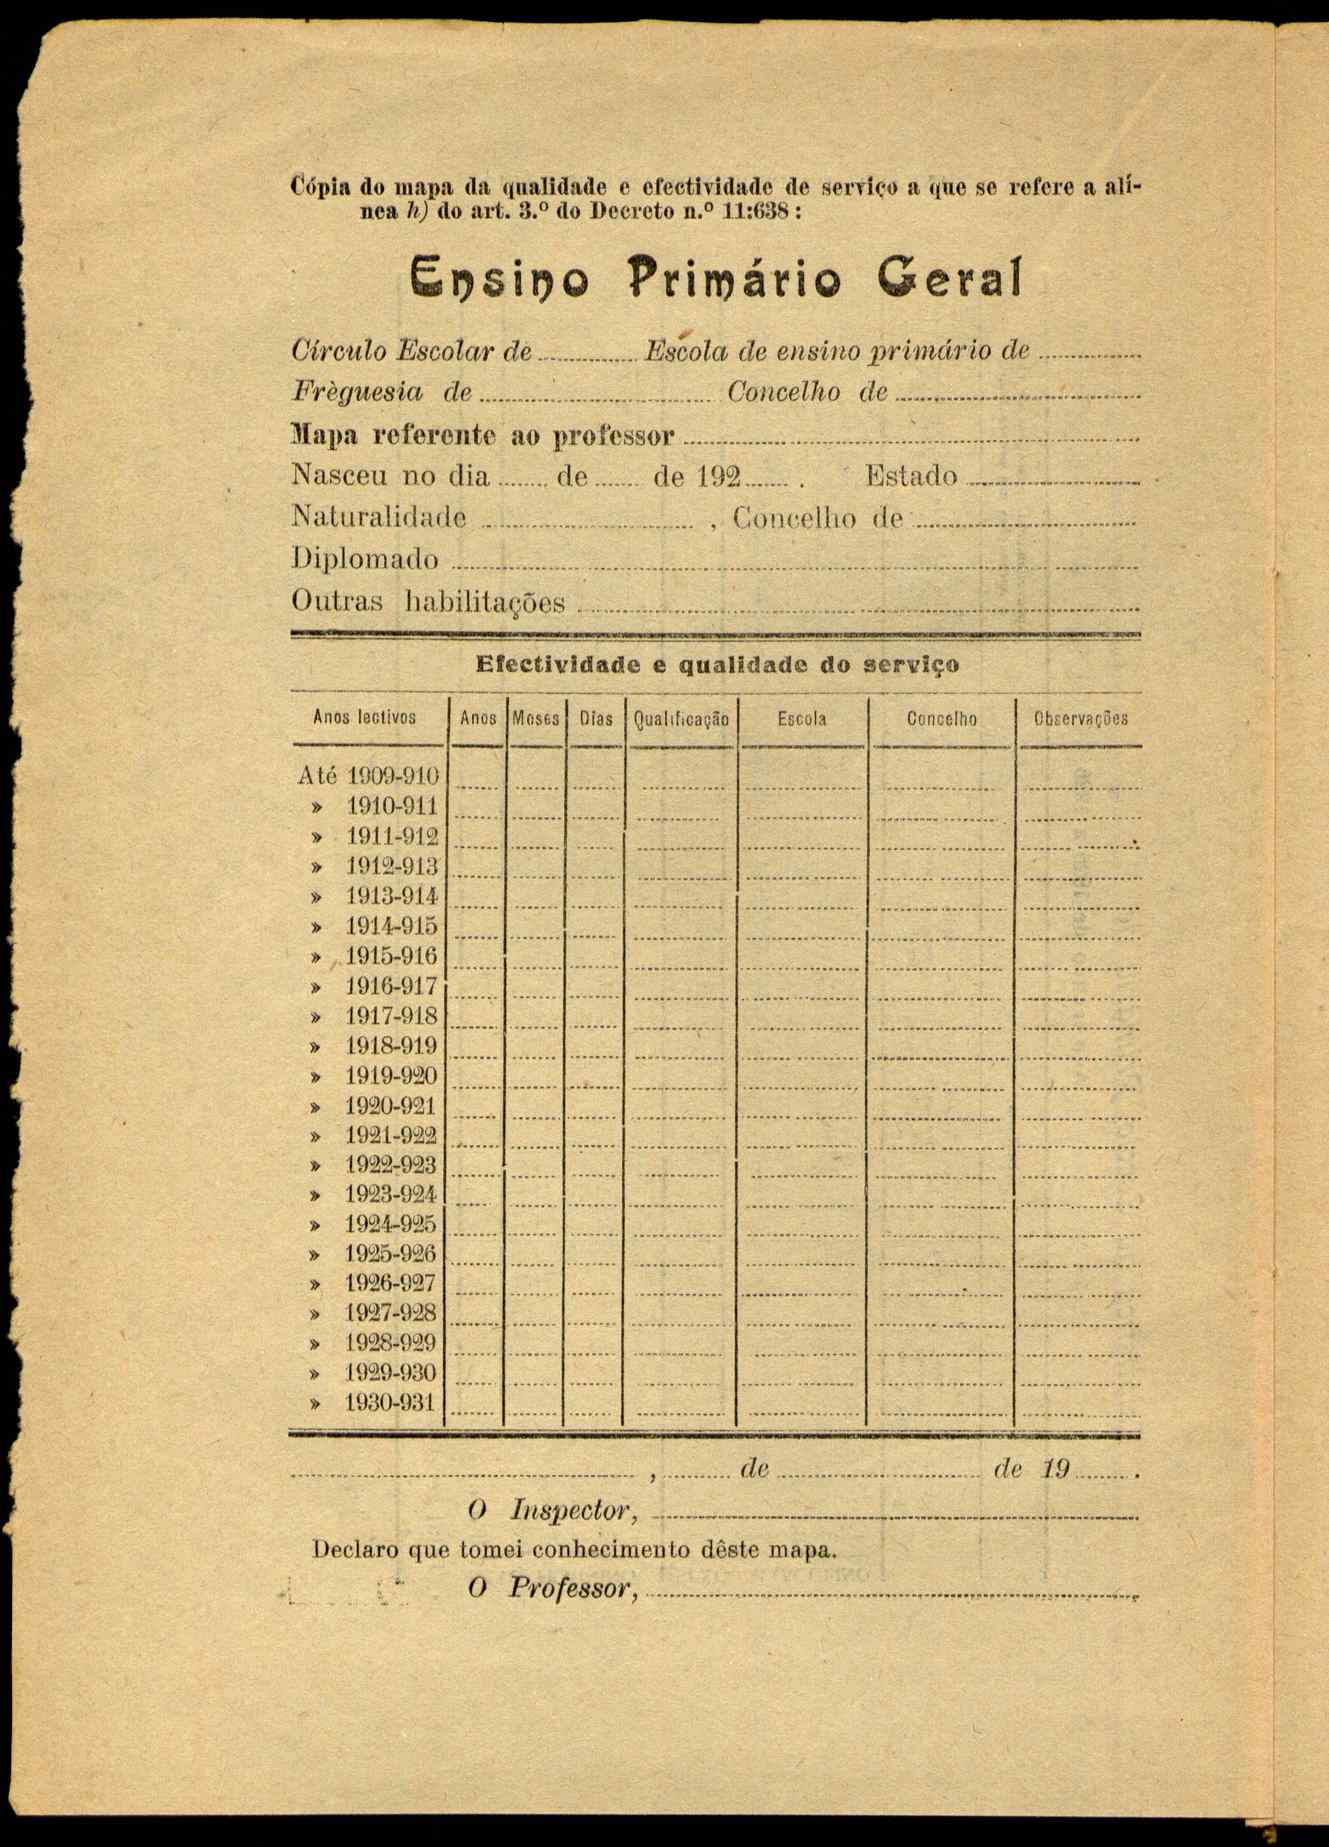 Cópia do mapa da qualidade e efectividade de serviço a que se refere a alí-
nea h) do art. 3.º do Decreto n.º 11:638 :
Ensino Primário Geral
Círculo Escolar de ............... Escola de ensino primário de ...............
Frèguesia de ............... Concelho de ...............
Mapa referente ao professor ...............
Nasceu no dia ....... de ....... de 192....... . Estado ...............
Naturalidade ..............., Concelho de ...............
Diplomado ...............
Outras habilitações ...............
Efectividade e qualidade do serviço
Anos lectivos Anos Meses Dias Qualificação Escola Concelho Observações
Até 1909-910
» 1910-911
» 1911-912
» 1912-913
» 1913-914
» 1914-915
» 1915-916
» 1916-917
» 1917-918
» 1918-919
» 1919-920
» 1920-921
» 1921-922
» 1922-923
» 1923-924
» 1924-925
» 1925-926
» 1926-927
» 1927-928
» 1928-929
» 1929-930
» 1930-931
..............., .......... de ............... de 19......... .
O Inspector, ...............
Declaro que tomei conhecimento dêste mapa.
O Professor, ...............